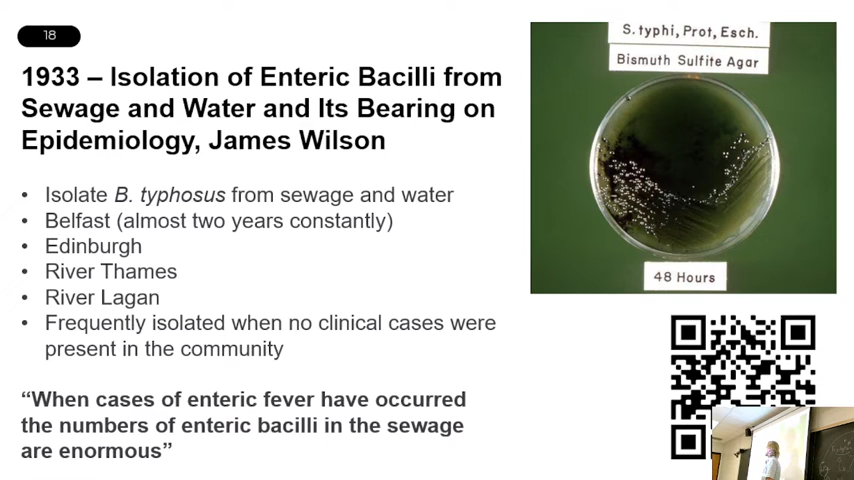 18
1933 – Isolation of Enteric Bacilli from
Sewage and Water and Its Bearing on
Epidemiology, James Wilson
• Isolate B. typhosus from sewage and water
• Belfast (almost two years constantly)
• Edinburgh
• River Thames
• River Lagan
• Frequently isolated when no clinical cases were
present in the community
“When cases of enteric fever have occurred
the numbers of enteric bacilli in the sewage
are enormous”
S. typhi, Prot, Esch.
Bismuth Sulfite Agar
48 Hours